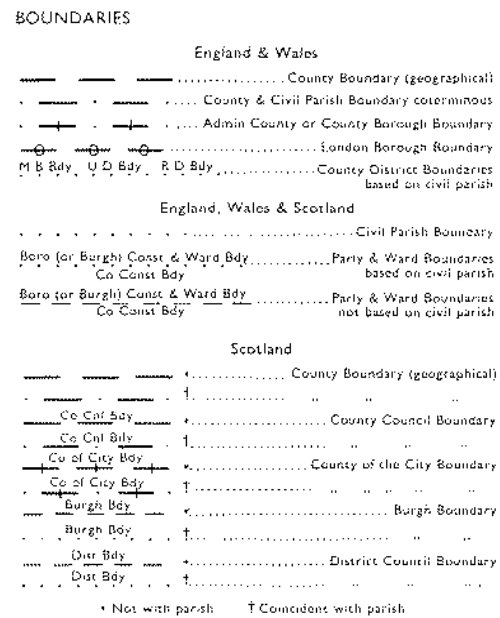 BOUNDARIES
England & Wales
County Boundary (geographical)
County & Civil Parish Boundary coterminous
Admin County or County Borough Boundary
London Borough Boundary
M B Bdy U D Bdy R D Bdy County District Boundaries
based on civil parish
England, Wales & Scotland
Civil Parish Boundary
Boro (or Burgh) Const & Ward Bdy Parly & Ward Boundaries
Co Const Bdy based on civil parish
Boro (or Burgh) Const & Ward Bdy Parly & Ward Boundaries
Co Const Bdy not based on civil parish
Scotland
* County Boundary (geographical)
† " " "
Co Cnl Bdy * County Council Boundary
Co Cnl Bdy † " " "
Co of City Bdy * County of the City Boundary
Co of City Bdy † " " " "
Burgh Bdy * Burgh Boundary
Burgh Bdy † " "
Dist Bdy * District Council Boundary
Dist Bdy † " " "
* Not with parish † Coincident with parish